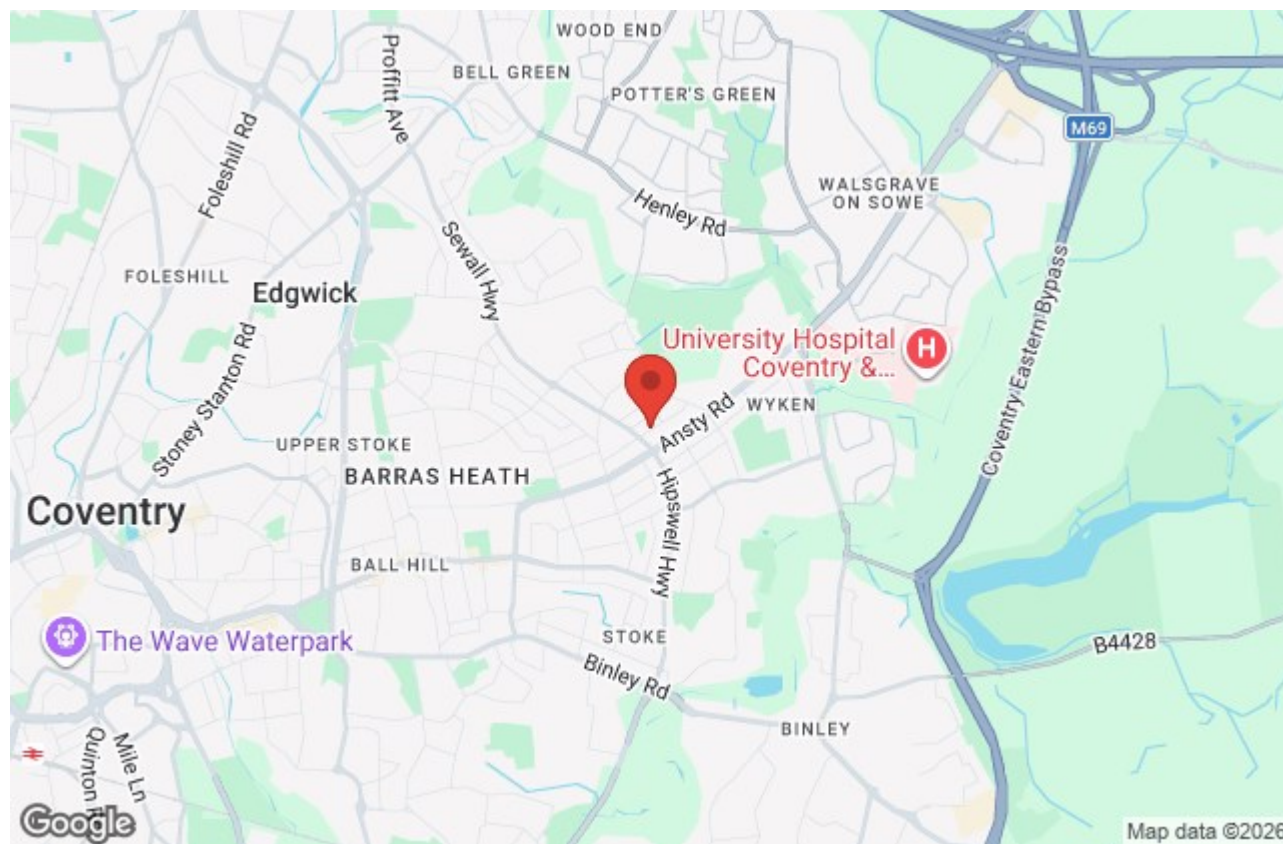 WOOD END
BELL GREEN
POTTER'S GREEN
Proffitt Ave
M69
Foleshill Rd
WALSGRAVE
ON SOWE
Henley Rd
Sewall Hwy
FOLESHILL
Edgwick
Coventry Eastern Bypass
University Hospital
Coventry &...
H
Stoney Stanton Rd
WYKEN
Ansty Rd
UPPER STOKE
BARRAS HEATH
Hipswell Hwy
Coventry
BALL HILL
The Wave Waterpark
STOKE
B4428
Binley Rd
BINLEY
Mile Ln
Quinton
Google
Map data ©2026